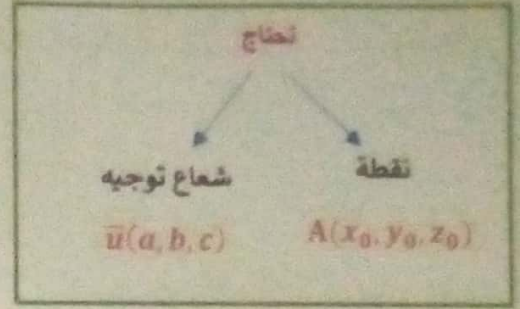 نحتاج
نقطة
شعاع توجيه
A(x₀, y₀, z₀)
u⃗(a, b, c)